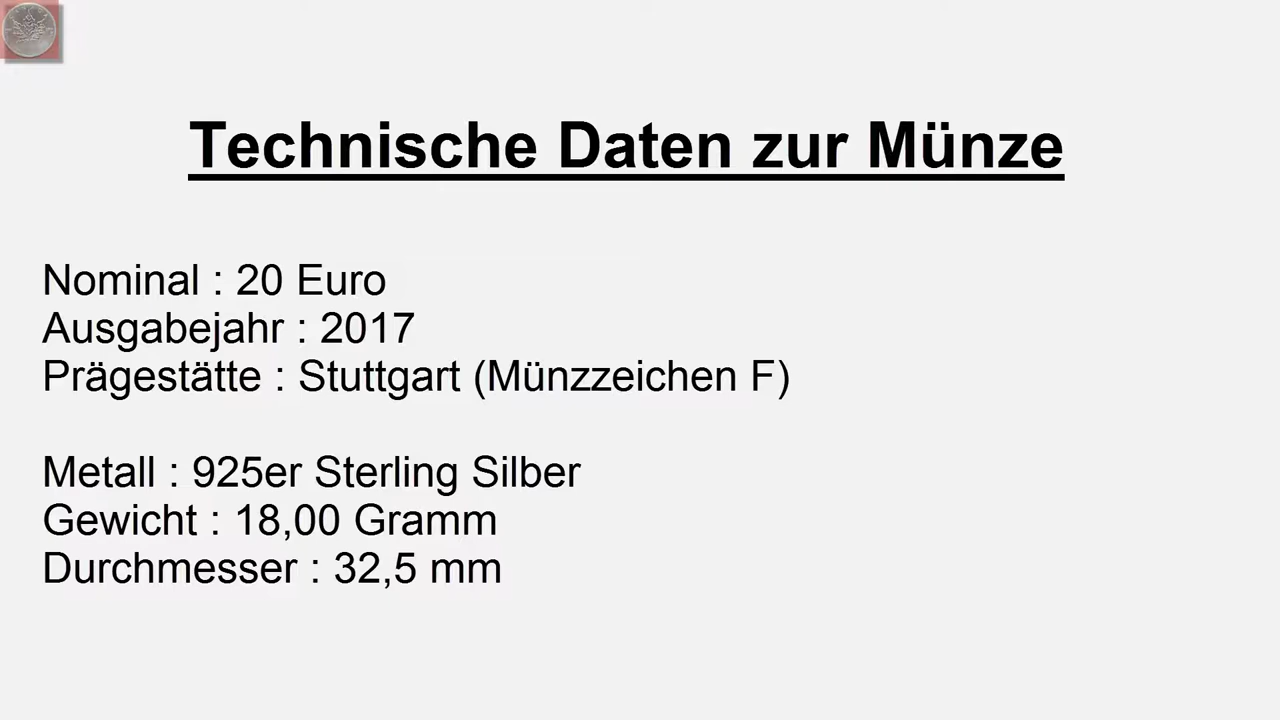 Technische Daten zur Münze
Nominal : 20 Euro
Ausgabejahr : 2017
Prägestätte : Stuttgart (Münzzeichen F)
Metall : 925er Sterling Silber
Gewicht : 18,00 Gramm
Durchmesser : 32,5 mm